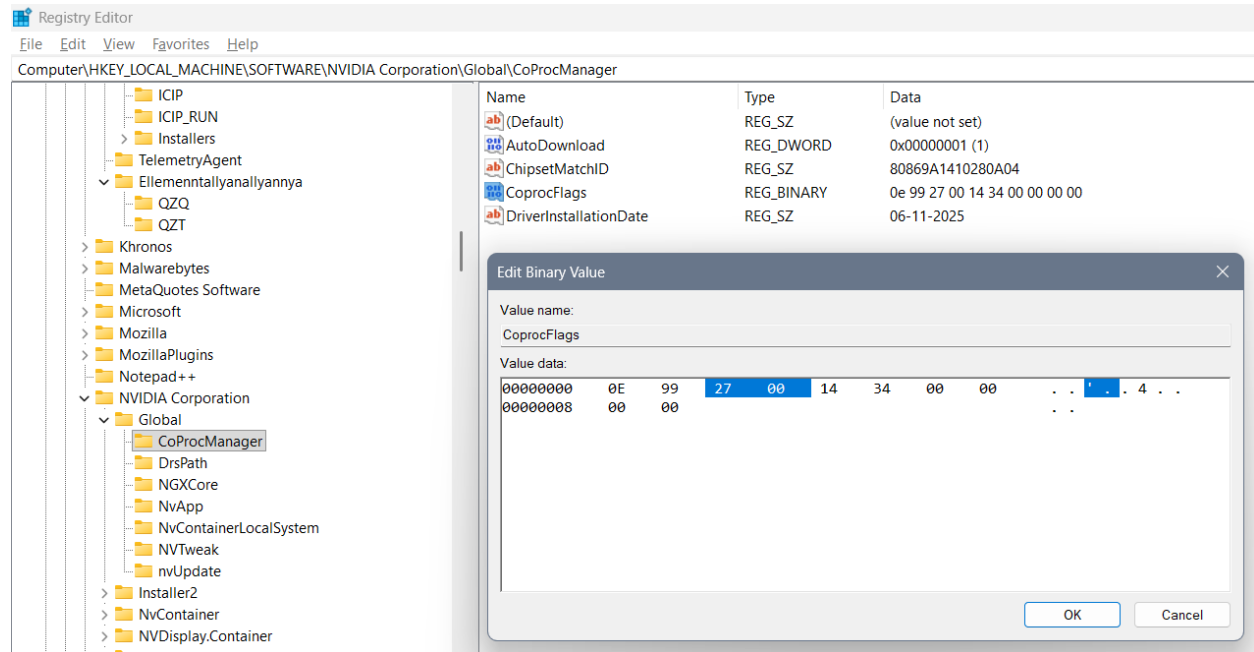 Registry Editor
File Edit View Favorites Help
Computer\HKEY_LOCAL_MACHINE\SOFTWARE\NVIDIA Corporation\Global\CoProcManager
ICIP
ICIP_RUN
Installers
TelemetryAgent
Ellemenntallyanallyannya
QZQ
QZT
Khronos
Malwarebytes
MetaQuotes Software
Microsoft
Mozilla
MozillaPlugins
Notepad++
NVIDIA Corporation
Global
CoProcManager
DrsPath
NGXCore
NvApp
NvContainerLocalSystem
NVTweak
nvUpdate
Installer2
NvContainer
NVDisplay.Container
Name Type Data
(Default) REG_SZ (value not set)
AutoDownload REG_DWORD 0x00000001 (1)
ChipsetMatchID REG_SZ 80869A1410280A04
CoprocFlags REG_BINARY 0e 99 27 00 14 34 00 00 00 00
DriverInstallationDate REG_SZ 06-11-2025
Edit Binary Value
Value name:
CoprocFlags
Value data:
00000000 0E 99 27 00 14 34 00 00 . . ' . . 4 . .
00000008 00 00 . .
OK Cancel